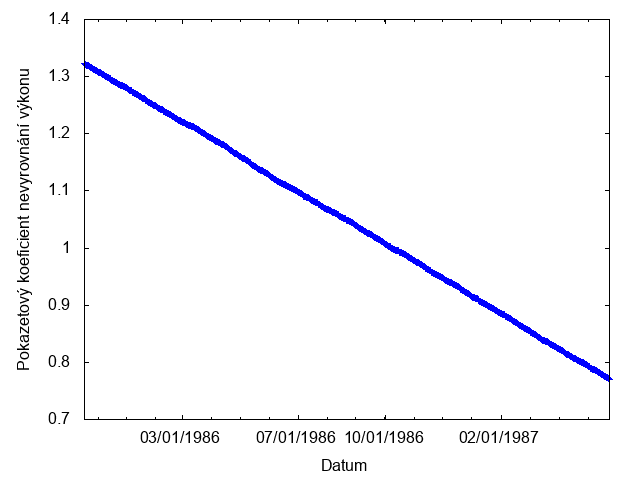 1.4
1.3
1.2
1.1
1
0.9
0.8
0.7
Pokazetový koeficient nevyrovnání výkonu
03/01/1986 07/01/1986 10/01/1986 02/01/1987
Datum